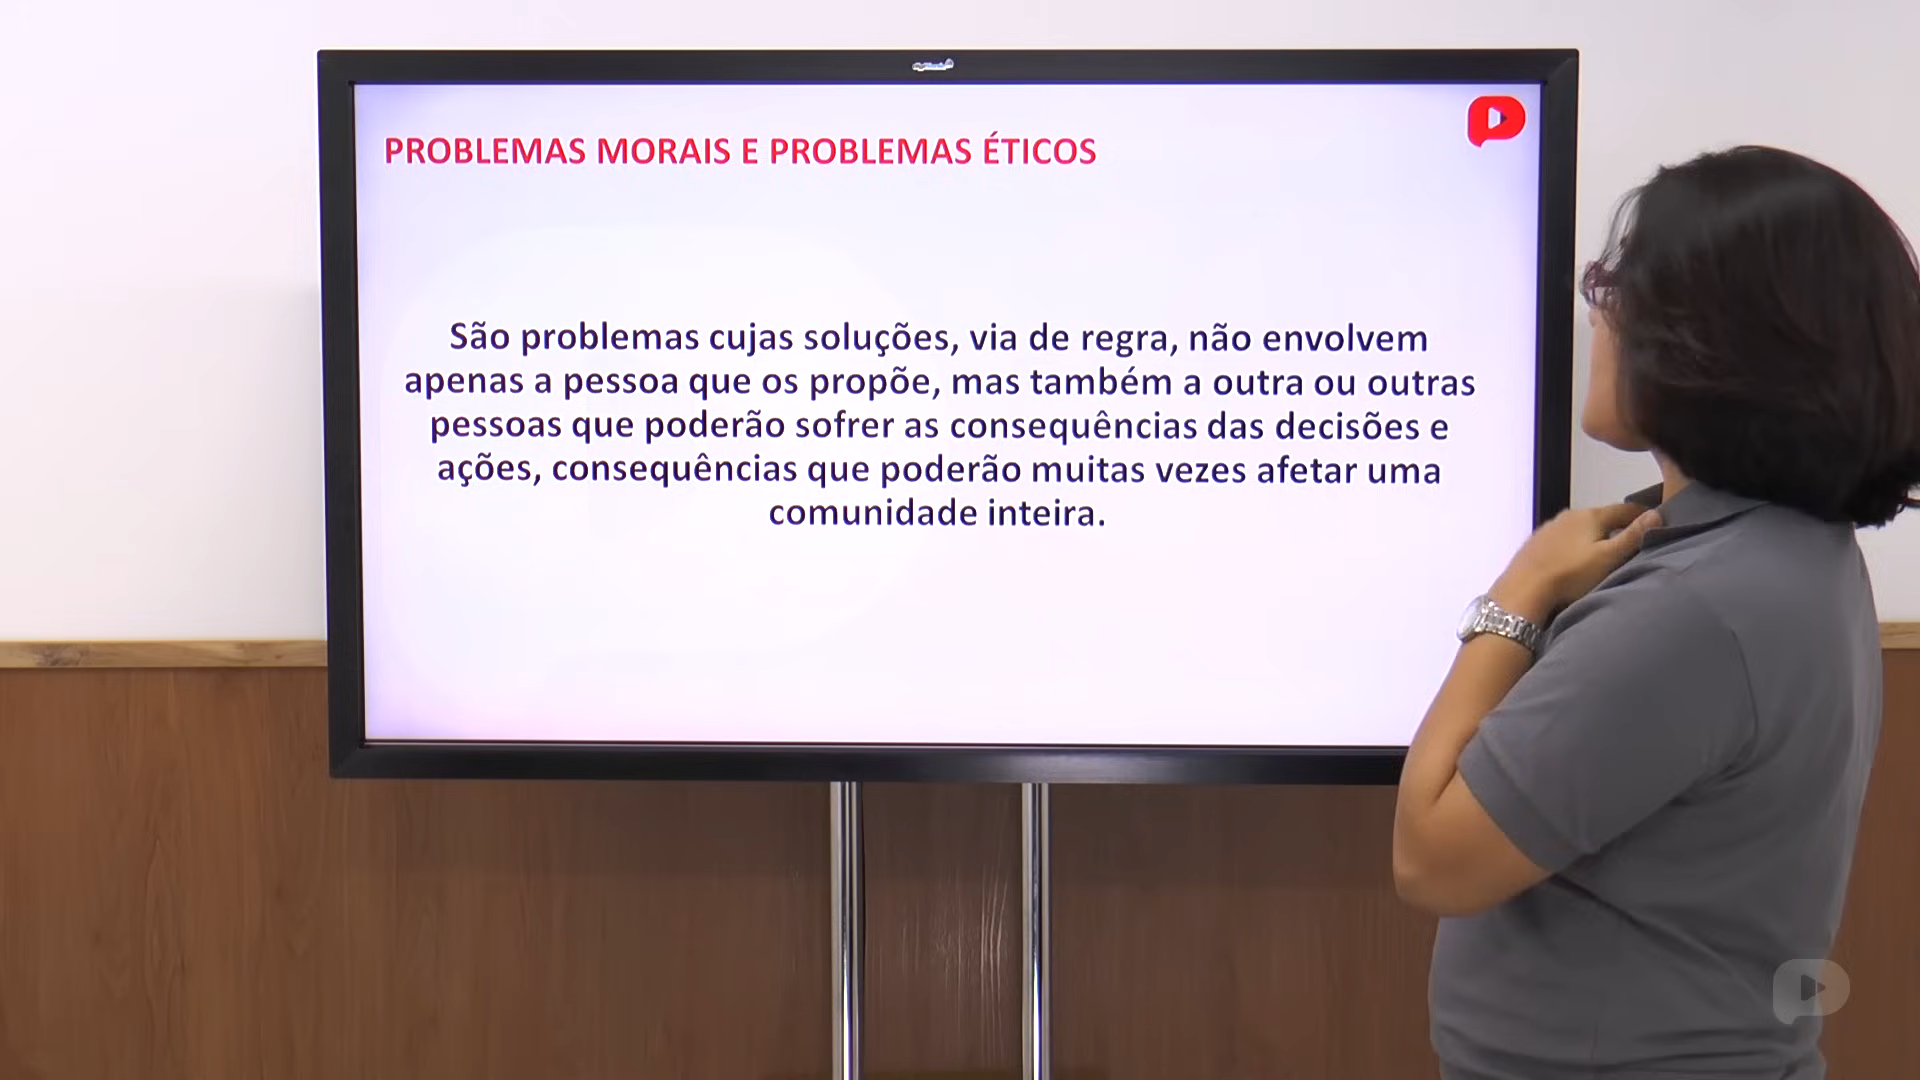 PROBLEMAS MORAIS E PROBLEMAS ÉTICOS
São problemas cujas soluções, via de regra, não envolvem
apenas a pessoa que os propõe, mas também a outra ou outras
pessoas que poderão sofrer as consequências das decisões e
ações, consequências que poderão muitas vezes afetar uma
comunidade inteira.